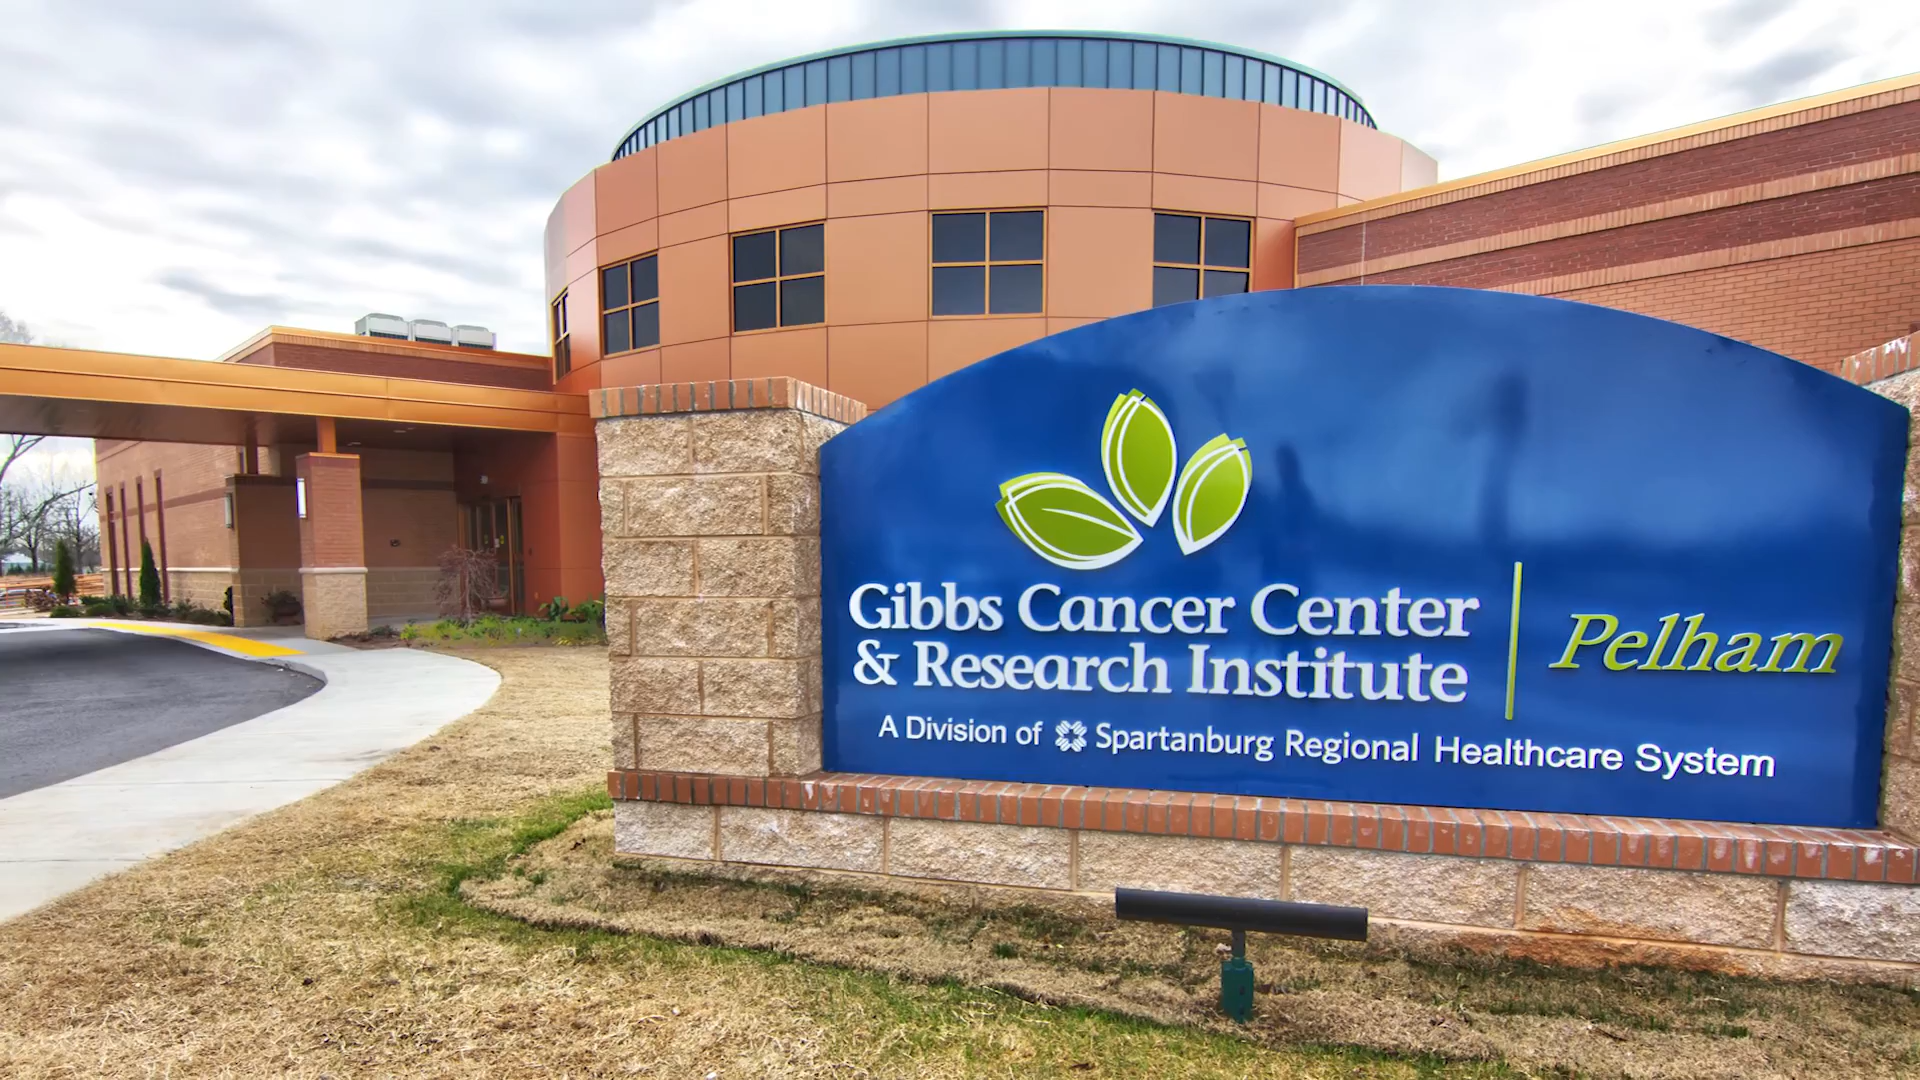 Gibbs Cancer Center
& Research Institute
Pelham
A Division of Spartanburg Regional Healthcare System